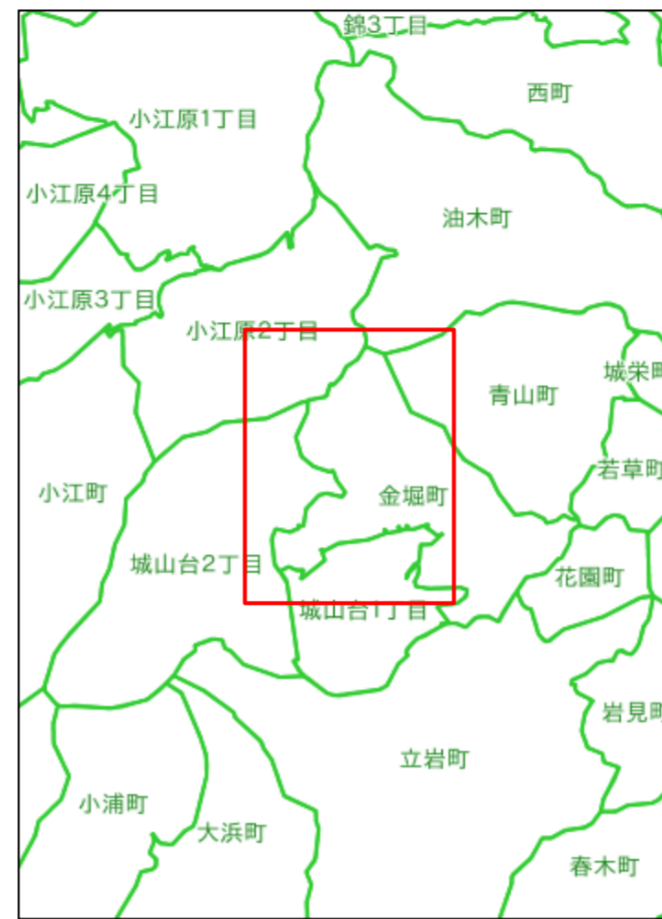 錦3丁目
西町
小江原1丁目
小江原4丁目
油木町
小江原3丁目
小江原2丁目
城栄町
青山町
若草町
小江町
金堀町
城山台2丁目
花園町
城山台1丁目
岩見町
立岩町
小浦町
大浜町
春木町